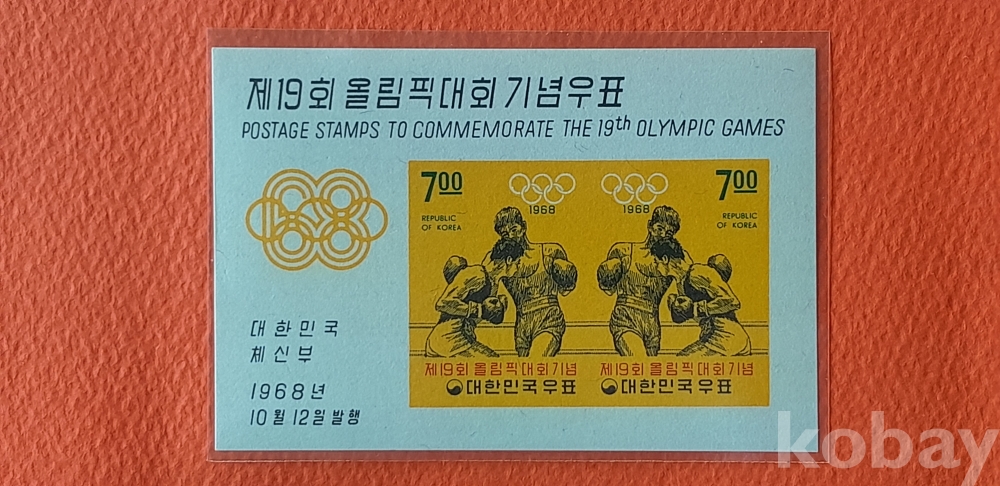 제19회 올림픽대회 기념우표
POSTAGE STAMPS TO COMMEMORATE THE 19th OLYMPIC GAMES
68
7 00
1968
REPUBLIC
OF KOREA
제19회 올림픽대회기념
대한민국우표
7 00
1968
REPUBLIC
OF KOREA
제19회 올림픽대회기념
대한민국우표
대한민국
체신부
1968년
10월 12일 발행
kobay